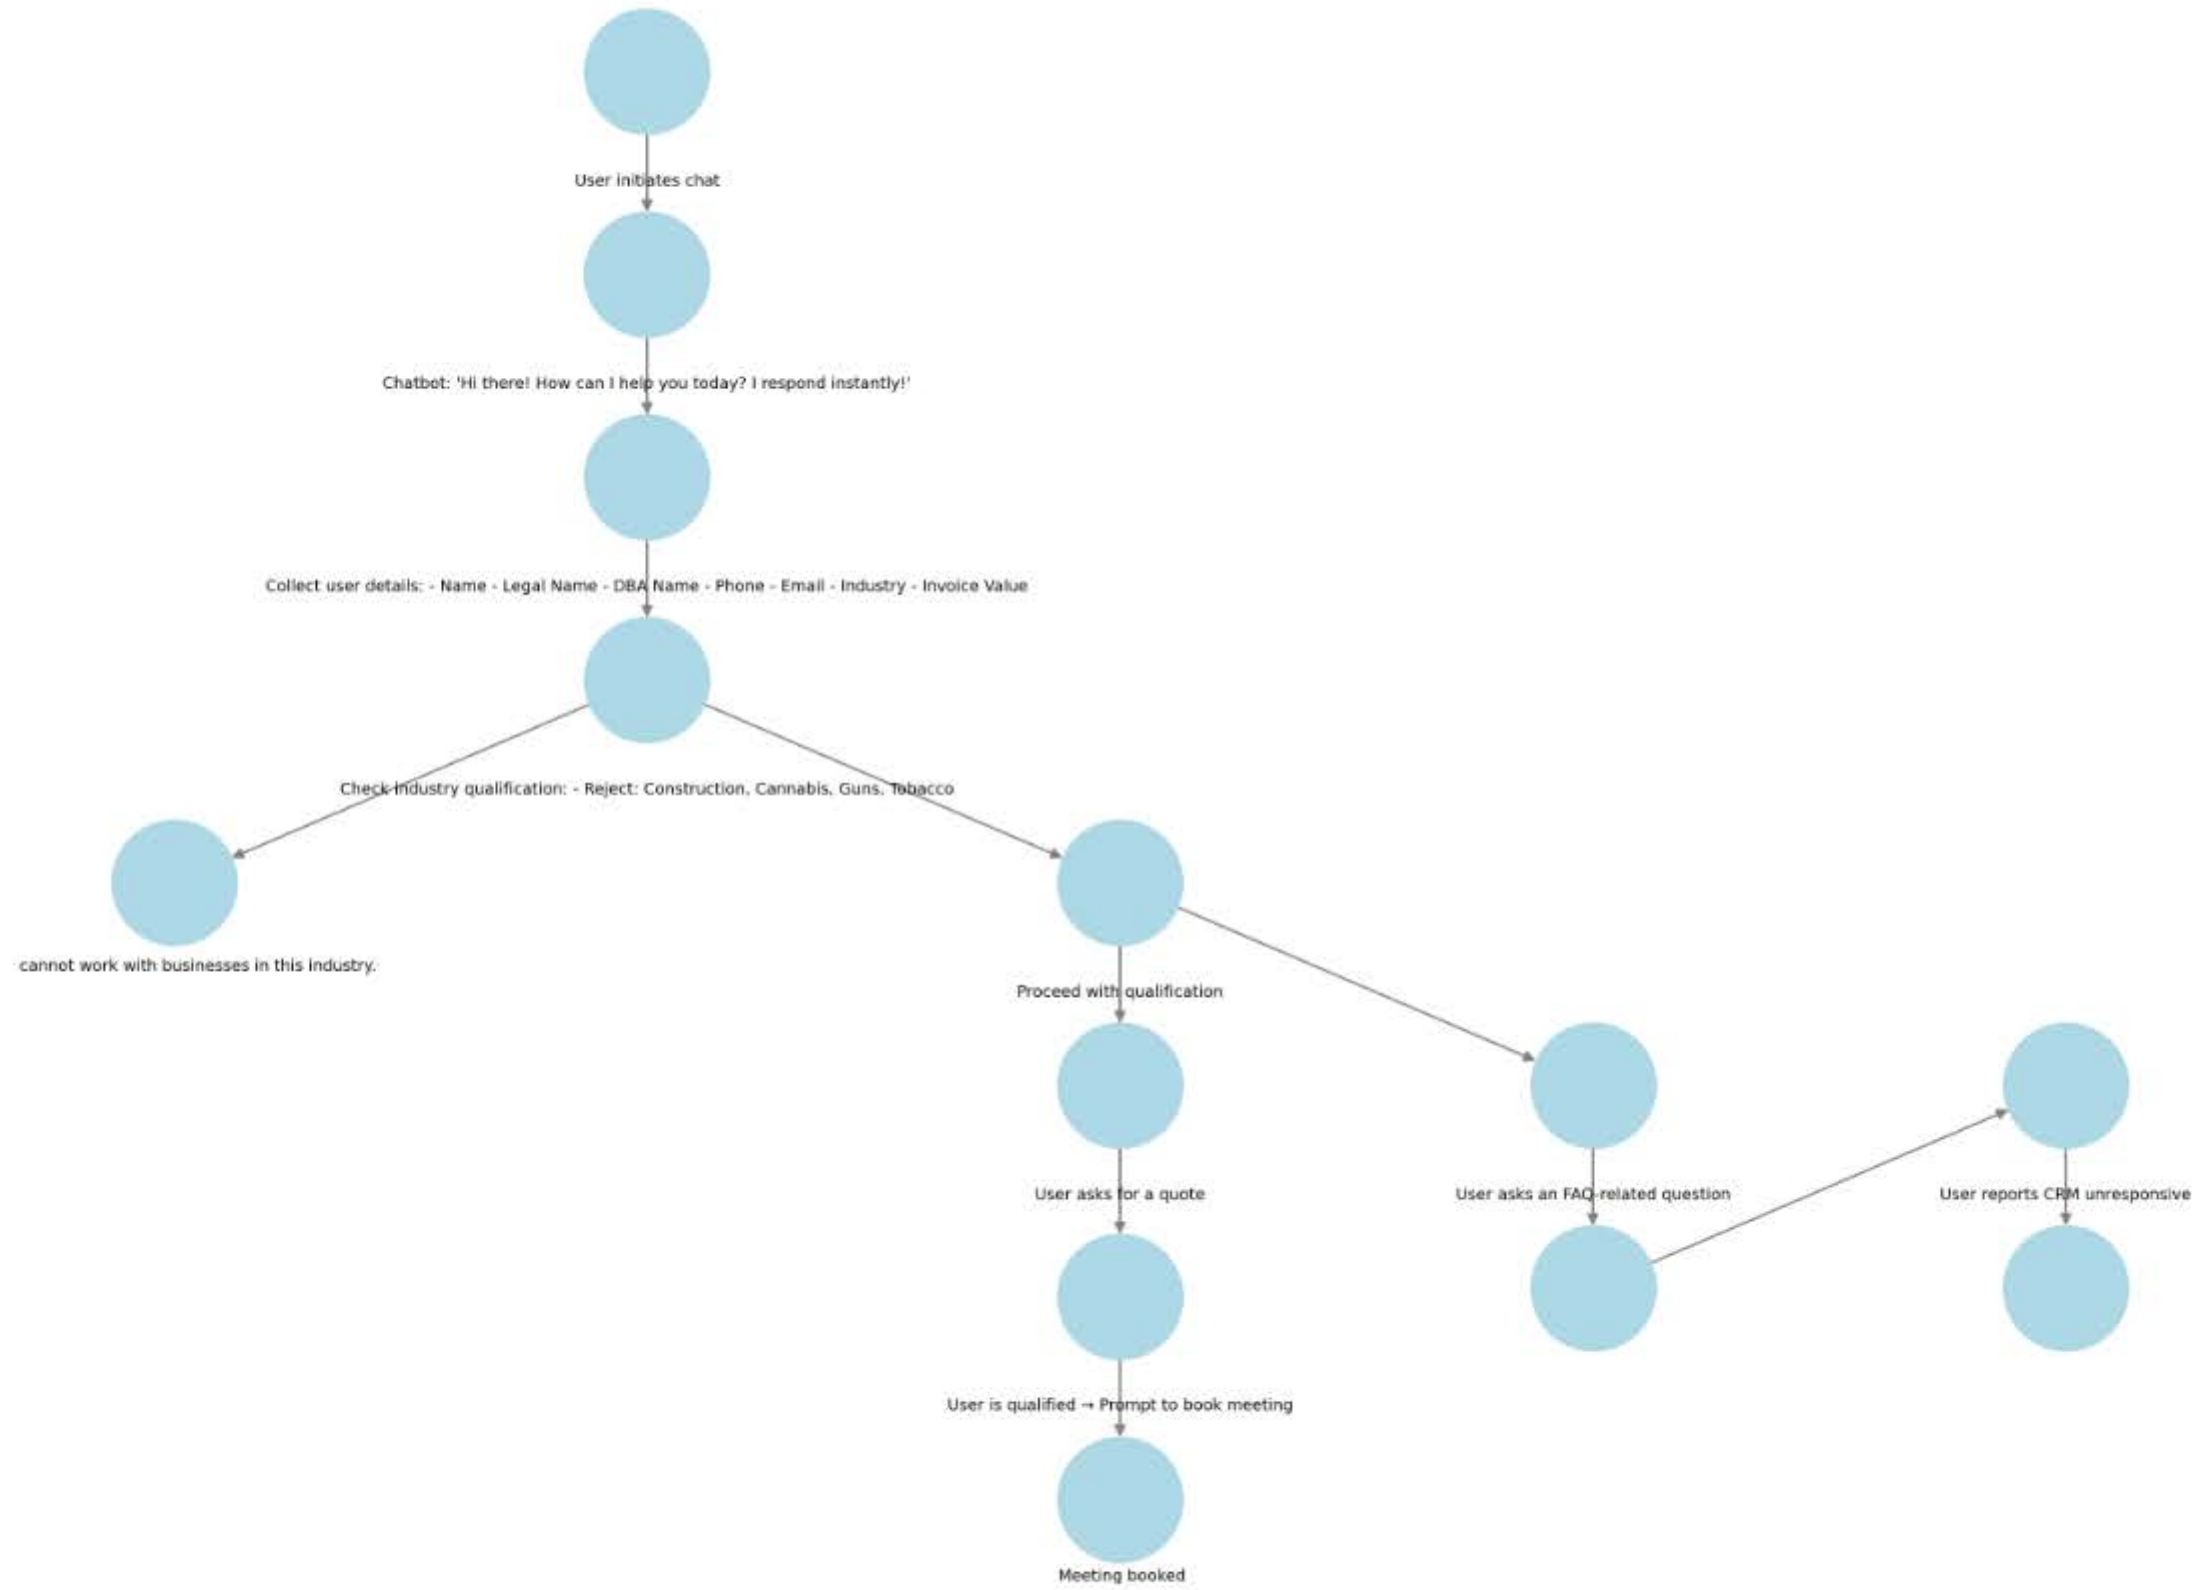 User initiates chat
Chatbot: 'Hi there! How can I help you today? I respond instantly!'
Collect user details: - Name - Legal Name - DBA Name - Phone - Email - Industry - Invoice Value
Check industry qualification: - Reject: Construction, Cannabis, Guns, Tobacco
cannot work with businesses in this industry.
Proceed with qualification
User asks for a quote
User asks an FAQ-related question
User reports CRM unresponsive
User is qualified → Prompt to book meeting
Meeting booked